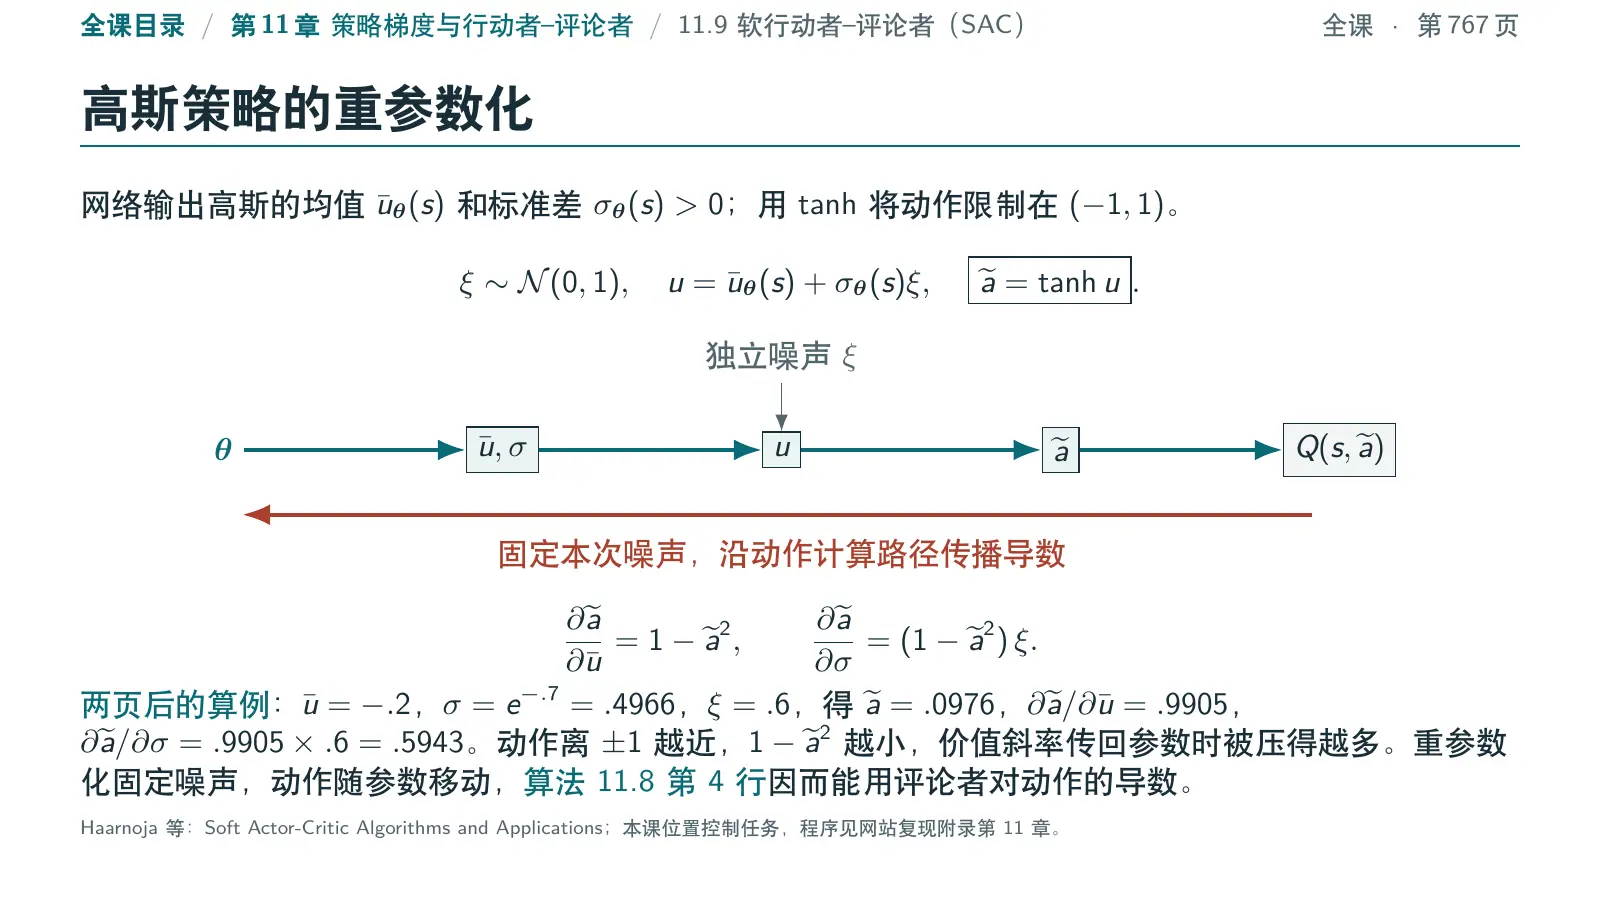 全课目录 / 第 11 章 策略梯度与行动者–评论者 / 11.9 软行动者–评论者（SAC） 全课 · 第 767 页
高斯策略的重参数化
网络输出高斯的均值 ū_θ(s) 和标准差 σ_θ(s) > 0；用 tanh 将动作限制在 (−1, 1)。
ξ ∼ 𝒩(0, 1), u = ū_θ(s) + σ_θ(s)ξ, ã = tanh u.
独立噪声 ξ
θ ū, σ u ã Q(s, ã)
固定本次噪声，沿动作计算路径传播导数
∂ã/∂ū = 1 − ã², ∂ã/∂σ = (1 − ã²) ξ.
两页后的算例：ū = −.2，σ = e^{−.7} = .4966，ξ = .6，得 ã = .0976，∂ã/∂ū = .9905，
∂ã/∂σ = .9905 × .6 = .5943。动作离 ±1 越近，1 − ã² 越小，价值斜率传回参数时被压得越多。重参数
化固定噪声，动作随参数移动，算法 11.8 第 4 行因而能用评论者对动作的导数。
Haarnoja 等：Soft Actor-Critic Algorithms and Applications；本课位置控制任务，程序见网站复现附录第 11 章。